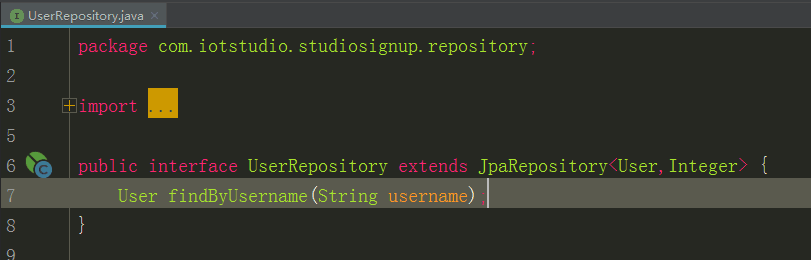 UserRepository.java
1 package com.iotstudio.studiosignup.repository;
2
3 import ...
5
6 public interface UserRepository extends JpaRepository<User,Integer> {
7 User findByUsername(String username)
8 }
9